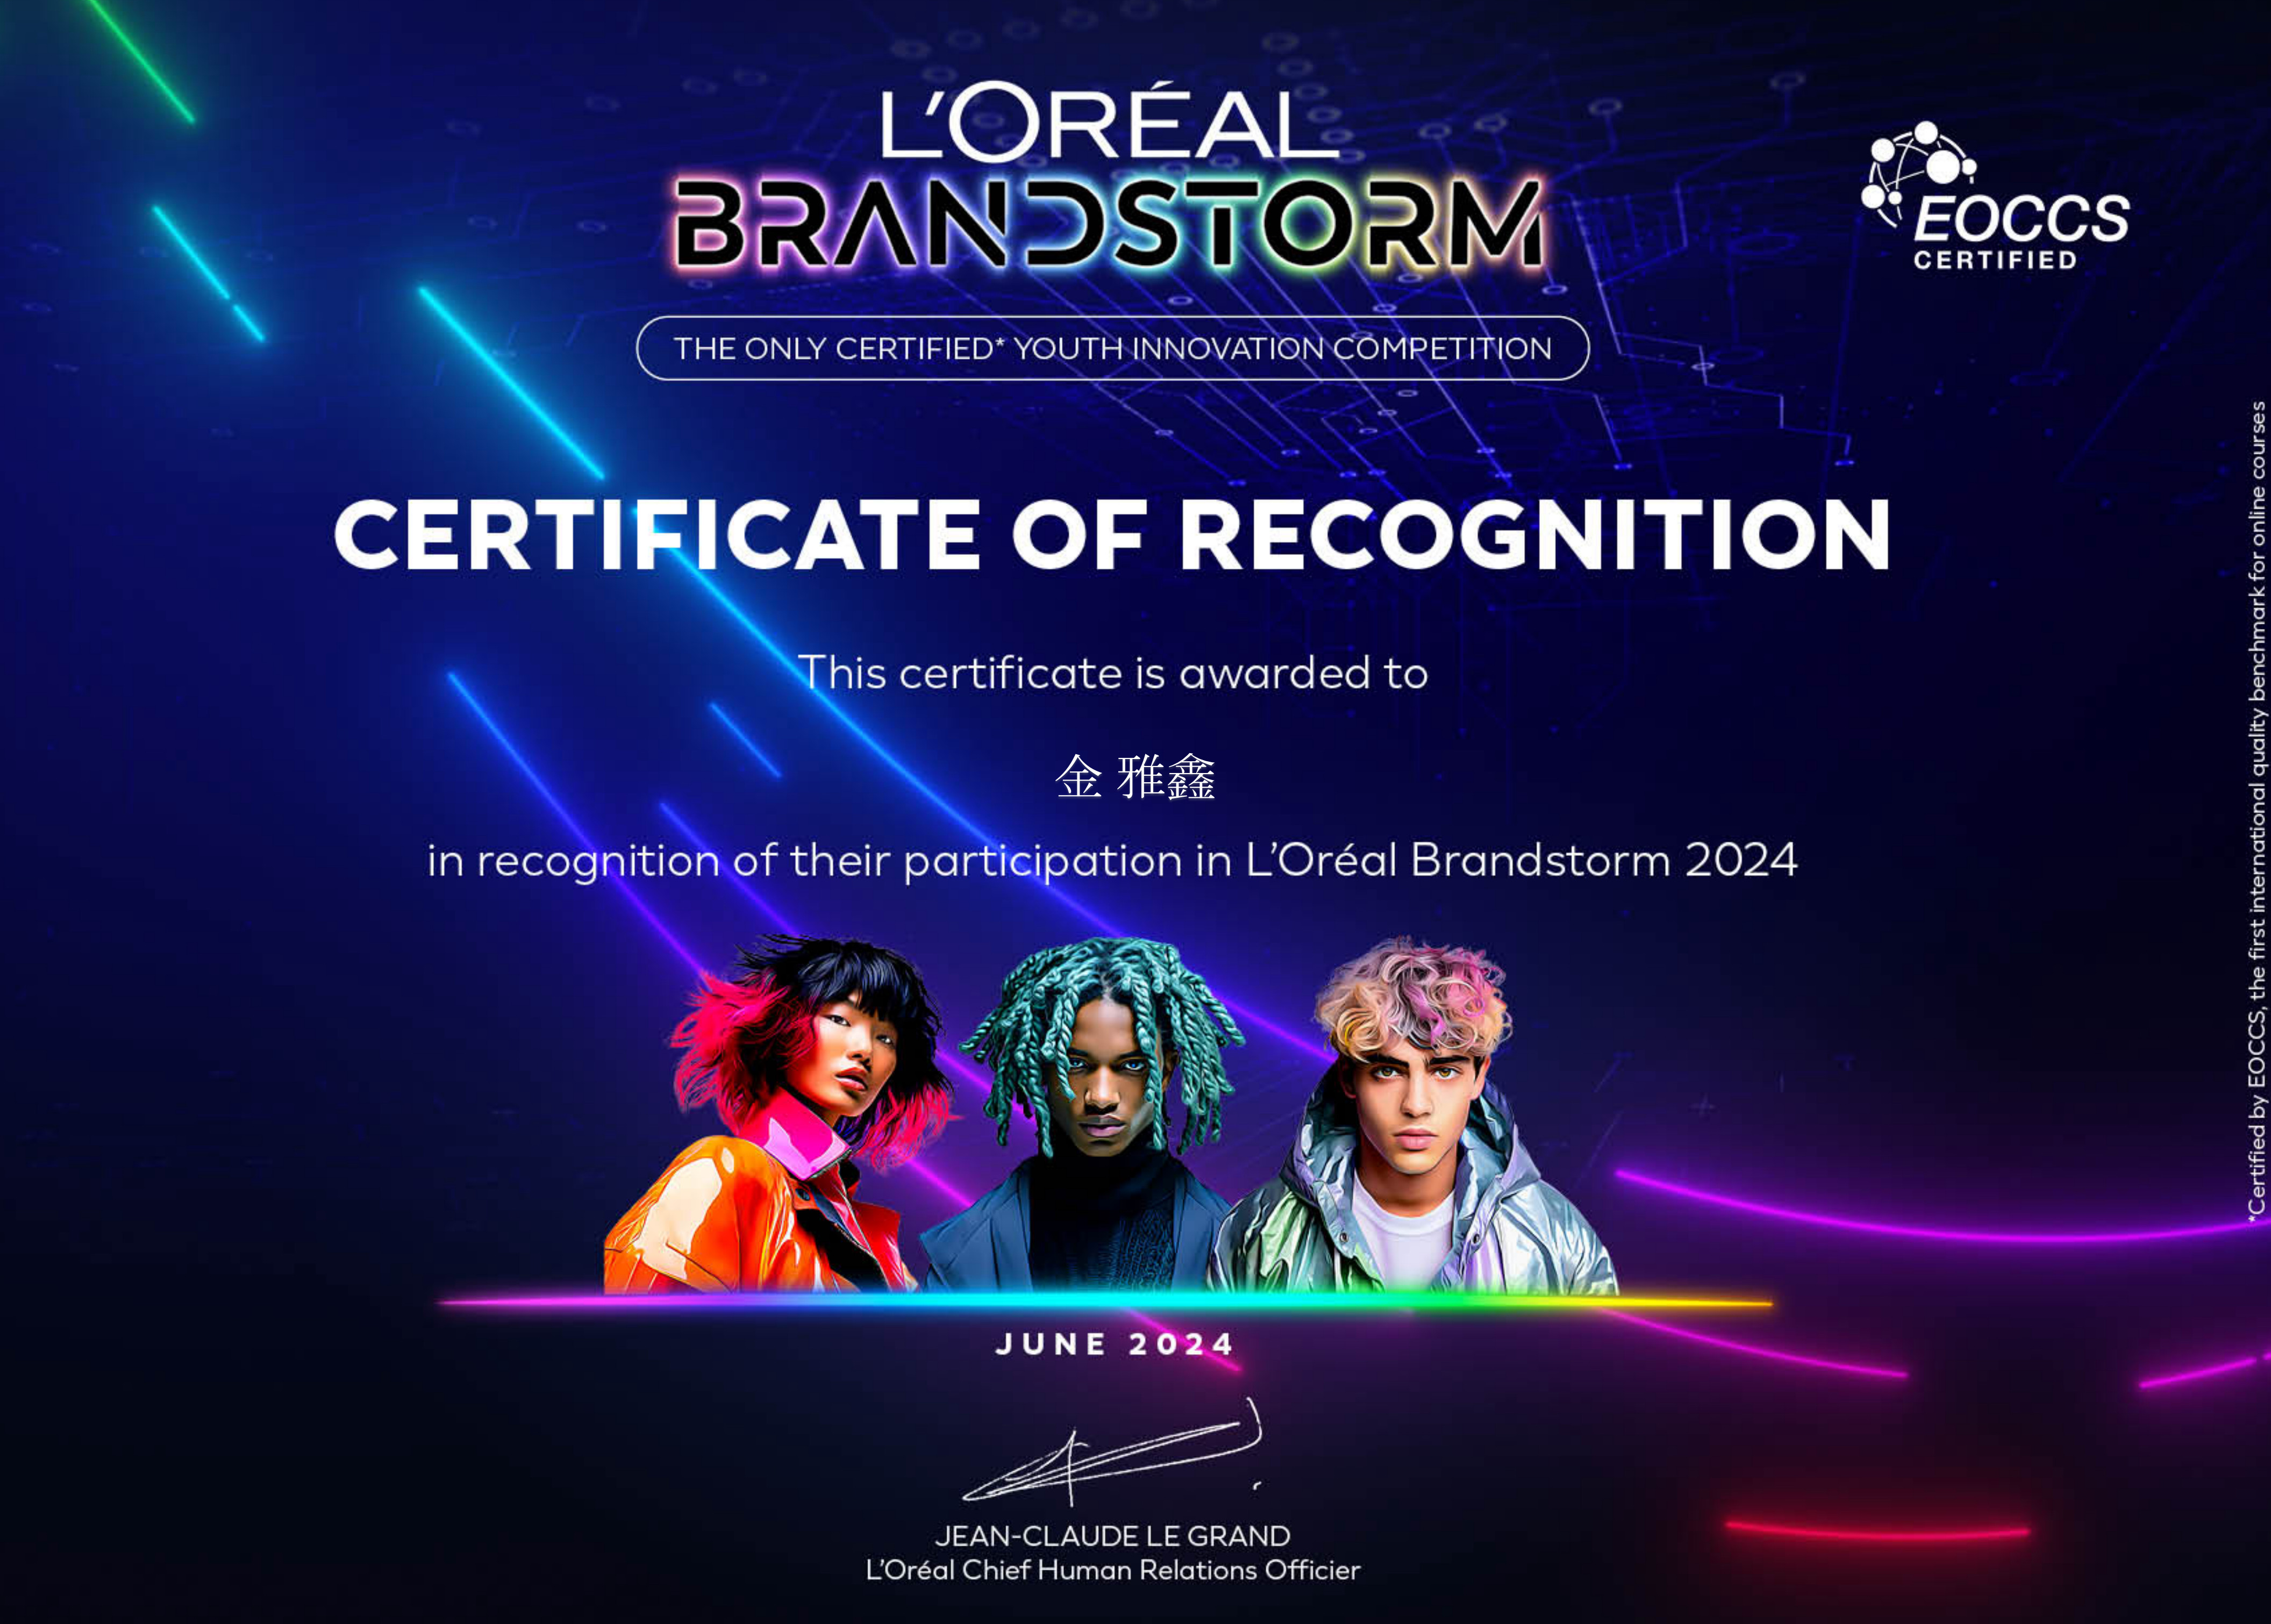 L'ORÉAL
BRANDSTORM
EOCCS
CERTIFIED
THE ONLY CERTIFIED* YOUTH INNOVATION COMPETITION
CERTIFICATE OF RECOGNITION
This certificate is awarded to
金 雅鑫
in recognition of their participation in L'Oréal Brandstorm 2024
JUNE 2024
JEAN-CLAUDE LE GRAND
L'Oréal Chief Human Relations Officier
*Certified by EOCCS, the first international quality benchmark for online courses